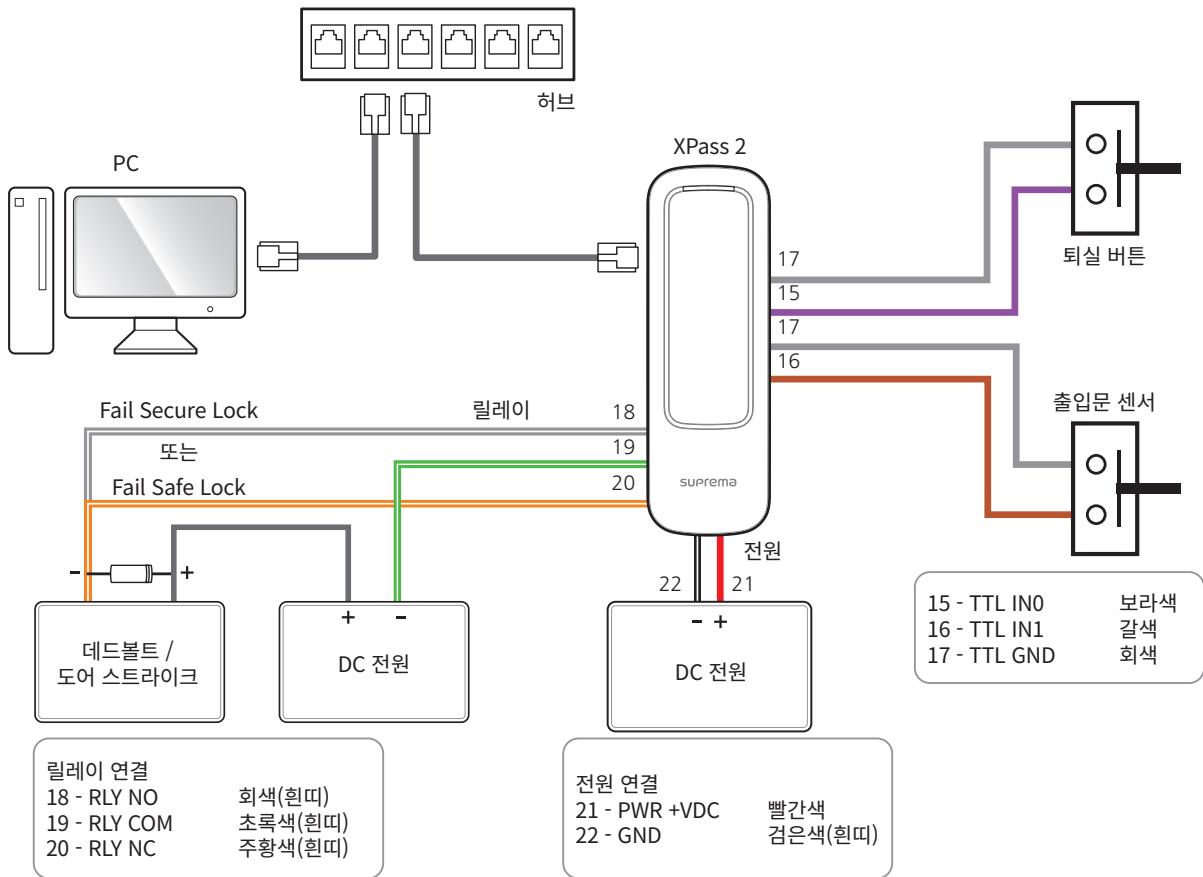 허브
PC
XPass 2
퇴실 버튼
17
15
17
16
출입문 센서
Fail Secure Lock
릴레이
18
또는
19
Fail Safe Lock
20
suprema
전원
22
21
- +
+ -
- +
데드볼트 /
도어 스트라이크
DC 전원
DC 전원
15 - TTL IN0 보라색
16 - TTL IN1 갈색
17 - TTL GND 회색
릴레이 연결
18 - RLY NO 회색(흰띠)
19 - RLY COM 초록색(흰띠)
20 - RLY NC 주황색(흰띠)
전원 연결
21 - PWR +VDC 빨간색
22 - GND 검은색(흰띠)